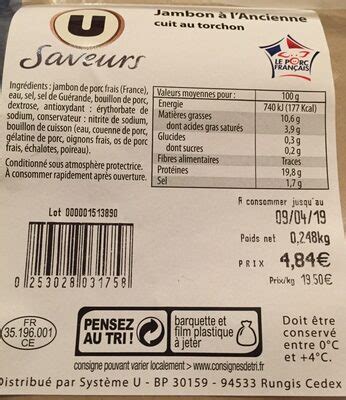 Jambon à l'Ancienne
cuit au torchon
U
Saveurs
LE PORC
FRANÇAIS
Ingrédients : jambon de porc frais (France),
eau, sel, sel de Guérande, bouillon de porc,
dextrose, antioxydant : érythorbate de
sodium, conservateur : nitrite de sodium,
bouillon de cuisson (eau, couenne de porc,
gélatine de porc, oignons frais, os de porc
frais, échalotes, poireau).
Conditionné sous atmosphère protectrice.
À consommer rapidement après ouverture.
Valeurs moyennes pour : 100 g
Energie 740 kJ (177 Kcal)
Matières grasses 10,6 g
dont acides gras saturés 3,9 g
Glucides 0,3 g
dont sucres 0,2 g
Fibres alimentaires Traces
Protéines 19,8 g
Sel 1,7 g
Lot 000001513890
0 253028 031758
A consommer jusqu'au
09/04/19
Poids net 0,248kg
PRIX 4,84€
Prix/kg 19.50€
FR
35.196.001
CE
PENSEZ
AU TRI !
barquette et
film plastique
à jeter
consigne pouvant varier localement > www.consignesdetri.fr
Doit être
conservé
entre 0°C
et +4°C.
Distribué par Système U - BP 30159 - 94533 Rungis Cedex